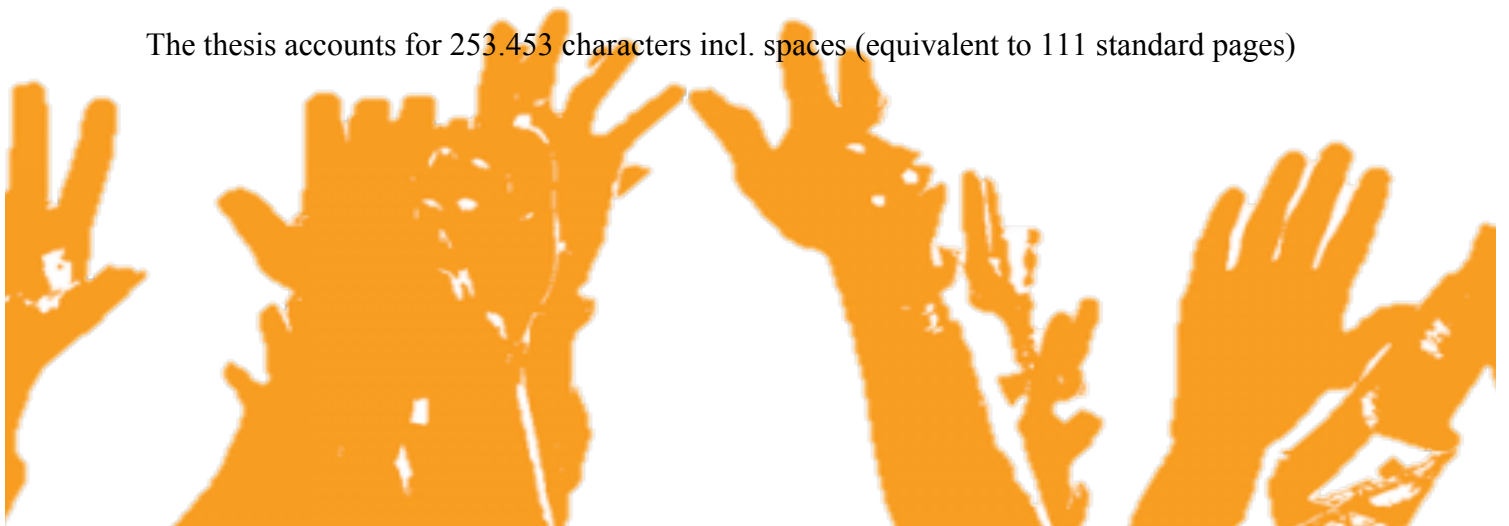 The thesis accounts for 253.453 characters incl. spaces (equivalent to 111 standard pages)